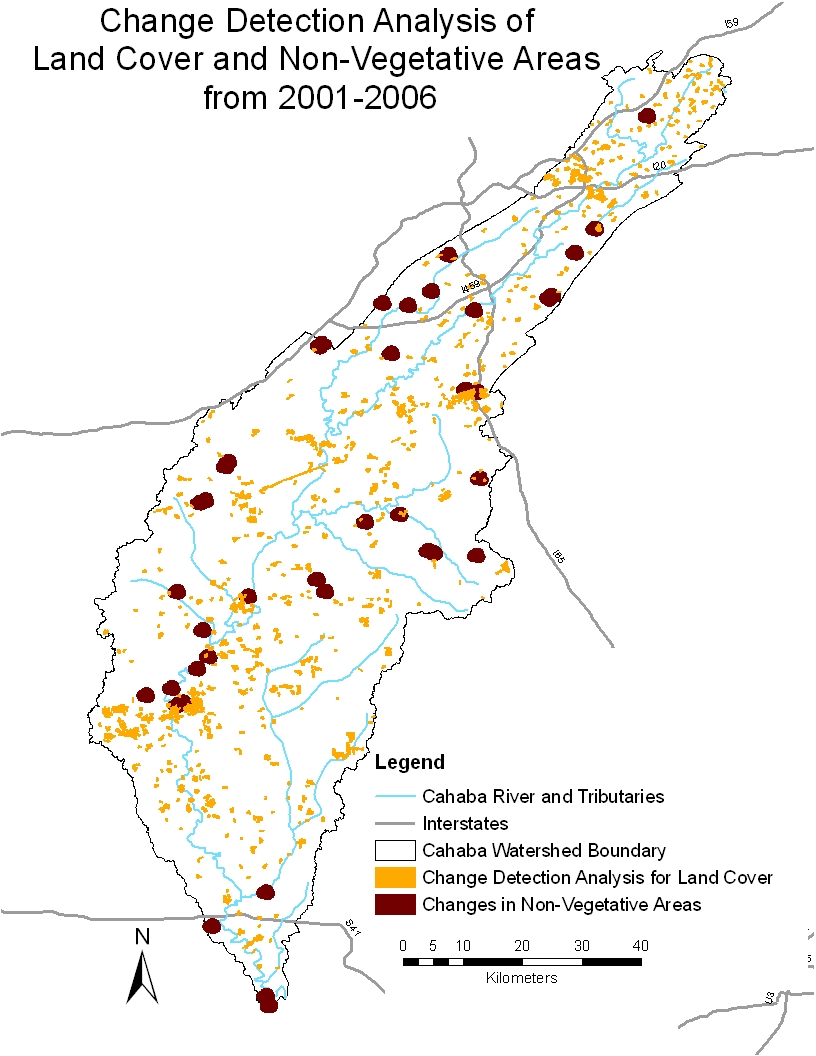 Change Detection Analysis of
Land Cover and Non-Vegetative Areas
from 2001-2006
I59
I20
I459
I65
Legend
Cahaba River and Tributaries
Interstates
Cahaba Watershed Boundary
Change Detection Analysis for Land Cover
Changes in Non-Vegetative Areas
S41
N
0 5 10 20 30 40
Kilometers